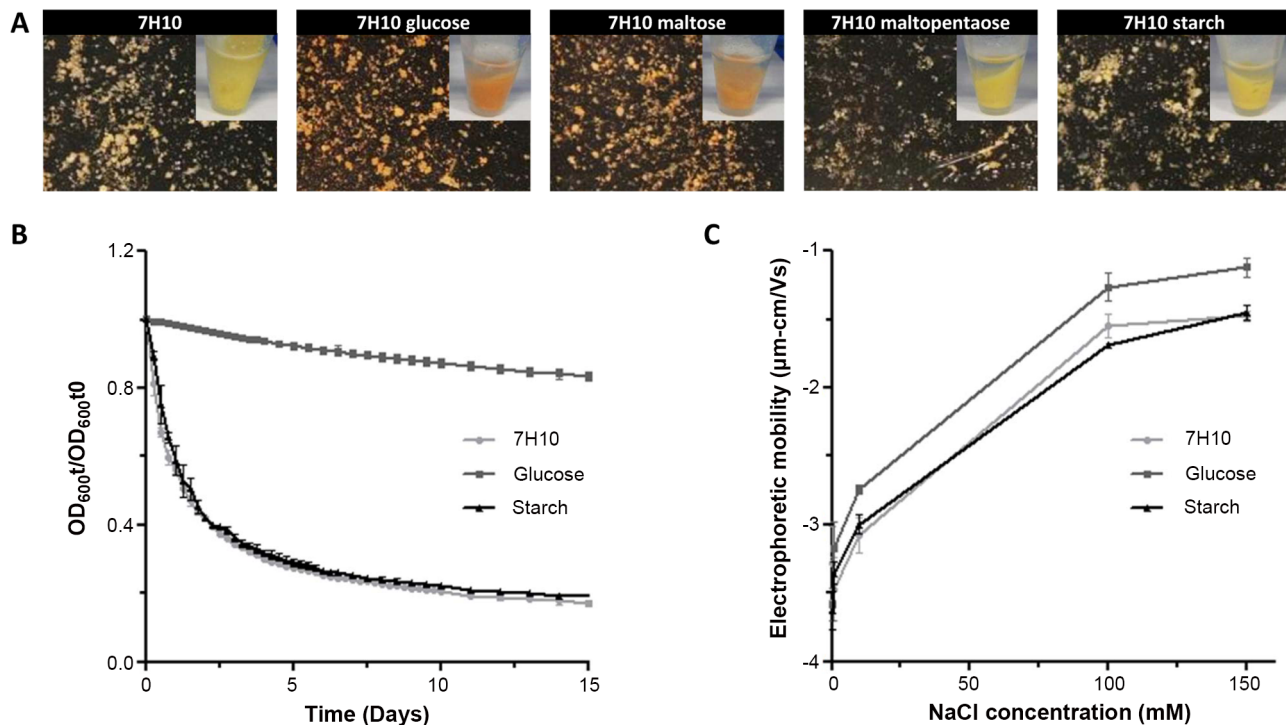 A
7H10
7H10 glucose
7H10 maltose
7H10 maltopentaose
7H10 starch
B
1.2
0.8
0.4
0.0
OD600t/OD600t0
7H10
Glucose
Starch
0
5
10
15
Time (Days)
C
-1
-2
-3
-4
Electrophoretic mobility (µm-cm/Vs)
7H10
Glucose
Starch
0
50
100
150
NaCl concentration (mM)